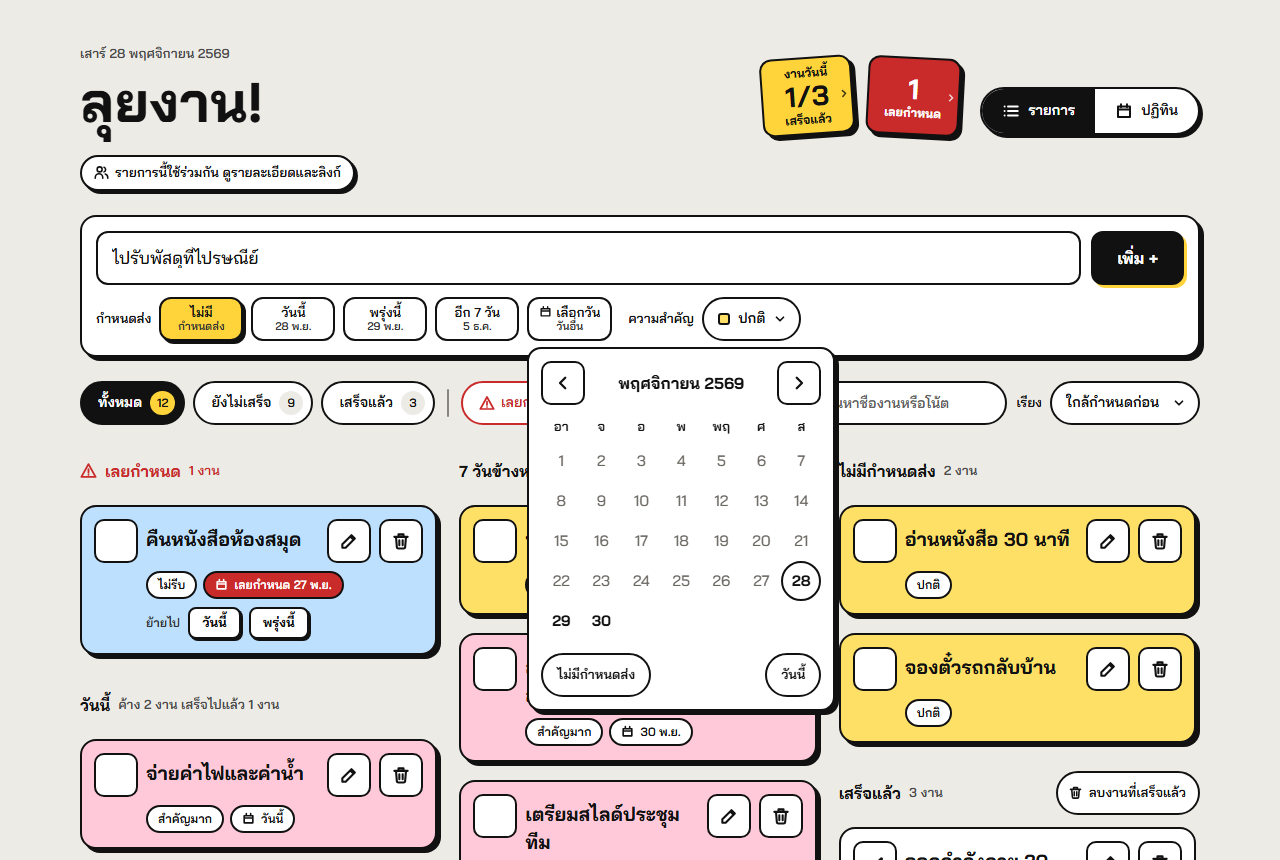 เสาร์ 28 พฤศจิกายน 2569
ลุยงาน!
งานวันนี้
1/3
เสร็จแล้ว
1
เลยกำหนด
รายการ
ปฏิทิน
รายการนี้ใช้ร่วมกัน ดูรายละเอียดและลิงก์
ไปรับพัสดุที่ไปรษณีย์
เพิ่ม +
กำหนดส่ง
ไม่มี
กำหนดส่ง
วันนี้
28 พ.ย.
พรุ่งนี้
29 พ.ย.
อีก 7 วัน
5 ธ.ค.
เลือกวัน
วันอื่น
ความสำคัญ
ปกติ
ทั้งหมด 12
ยังไม่เสร็จ 9
เสร็จแล้ว 3
เรียง
ใกล้กำหนดก่อน
พฤศจิกายน 2569
อา จ อ พ พฤ ศ ส
1 2 3 4 5 6 7
8 9 10 11 12 13 14
15 16 17 18 19 20 21
22 23 24 25 26 27 28
29 30
ไม่มีกำหนดส่ง
วันนี้
เลยกำหนด 1 งาน
คืนหนังสือห้องสมุด
ไม่รีบ
เลยกำหนด 27 พ.ย.
ย้ายไป
วันนี้
พรุ่งนี้
วันนี้ ค้าง 2 งาน เสร็จไปแล้ว 1 งาน
จ่ายค่าไฟและค่าน้ำ
สำคัญมาก
วันนี้
สำคัญมาก
30 พ.ย.
เตรียมสไลด์ประชุม
ทีม
ไม่มีกำหนดส่ง 2 งาน
อ่านหนังสือ 30 นาที
ปกติ
จองตั๋วรถกลับบ้าน
ปกติ
เสร็จแล้ว 3 งาน
ลบงานที่เสร็จแล้ว